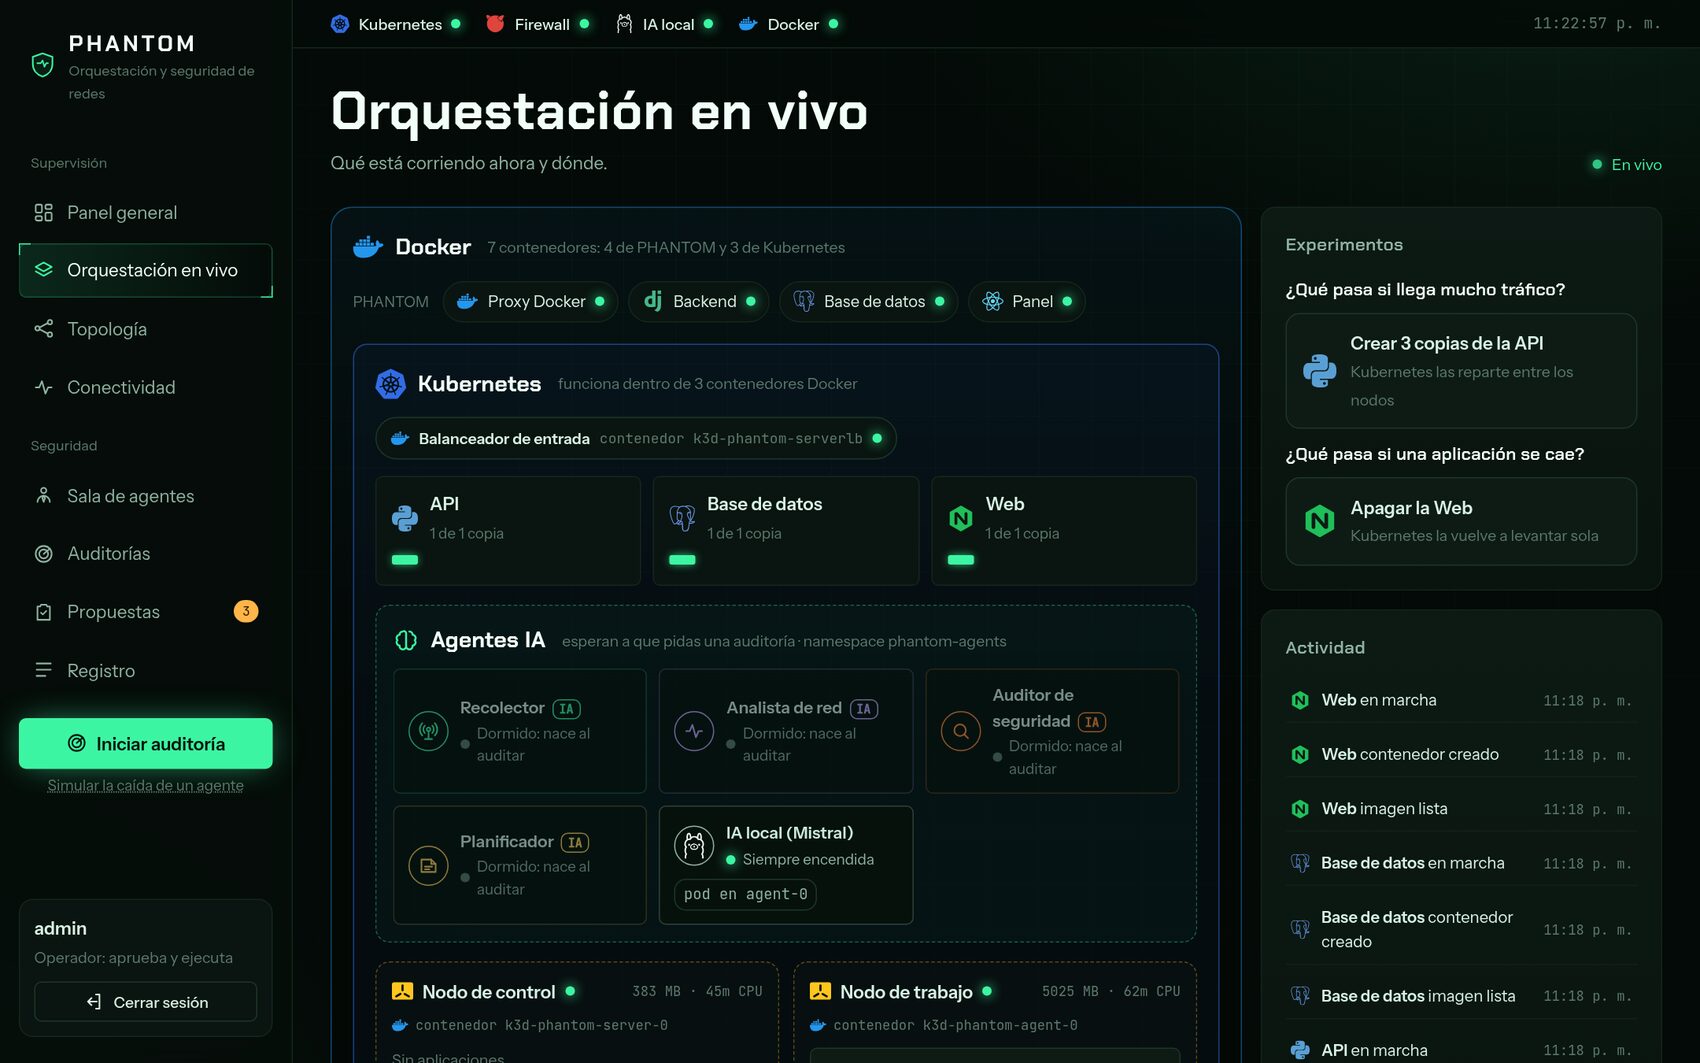 PHANTOM
Orquestación y seguridad de
redes
Supervisión
Panel general
Orquestación en vivo
Topología
Conectividad
Seguridad
Sala de agentes
Auditorías
Propuestas 3
Registro
Iniciar auditoría
Simular la caída de un agente
admin
Operador: aprueba y ejecuta
Cerrar sesión
Kubernetes Firewall IA local Docker 11:22:57 p. m.
Orquestación en vivo
Qué está corriendo ahora y dónde.
En vivo
Docker 7 contenedores: 4 de PHANTOM y 3 de Kubernetes
PHANTOM Proxy Docker dj Backend Base de datos Panel
Kubernetes funciona dentro de 3 contenedores Docker
Balanceador de entrada contenedor k3d-phantom-serverlb
API
1 de 1 copia
Base de datos
1 de 1 copia
Web
1 de 1 copia
Agentes IA esperan a que pidas una auditoría · namespace phantom-agents
Recolector IA
Dormido: nace al
auditar
Analista de red IA
Dormido: nace al
auditar
Auditor de
seguridad IA
Dormido: nace al
auditar
Planificador IA
Dormido: nace al
auditar
IA local (Mistral)
Siempre encendida
pod en agent-0
Nodo de control 383 MB · 45m CPU
contenedor k3d-phantom-server-0
Sin aplicaciones
Nodo de trabajo 5025 MB · 62m CPU
contenedor k3d-phantom-agent-0
Experimentos
¿Qué pasa si llega mucho tráfico?
Crear 3 copias de la API
Kubernetes las reparte entre los
nodos
¿Qué pasa si una aplicación se cae?
Apagar la Web
Kubernetes la vuelve a levantar sola
Actividad
Web en marcha 11:18 p. m.
Web contenedor creado 11:18 p. m.
Web imagen lista 11:18 p. m.
Base de datos en marcha 11:18 p. m.
Base de datos contenedor
creado 11:18 p. m.
Base de datos imagen lista 11:18 p. m.
API en marcha 11:18 p. m.